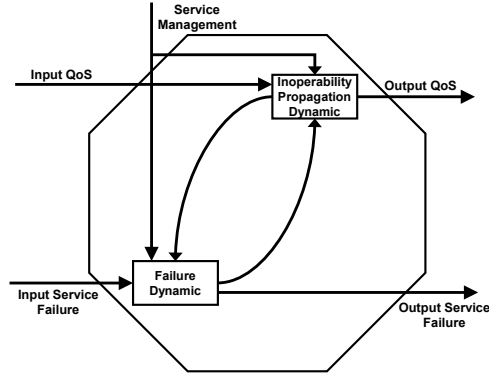 Service
Management
Input QoS
Inoperability
Propagation
Dynamic
Output QoS
Failure
Dynamic
Input Service
Failure
Output Service
Failure